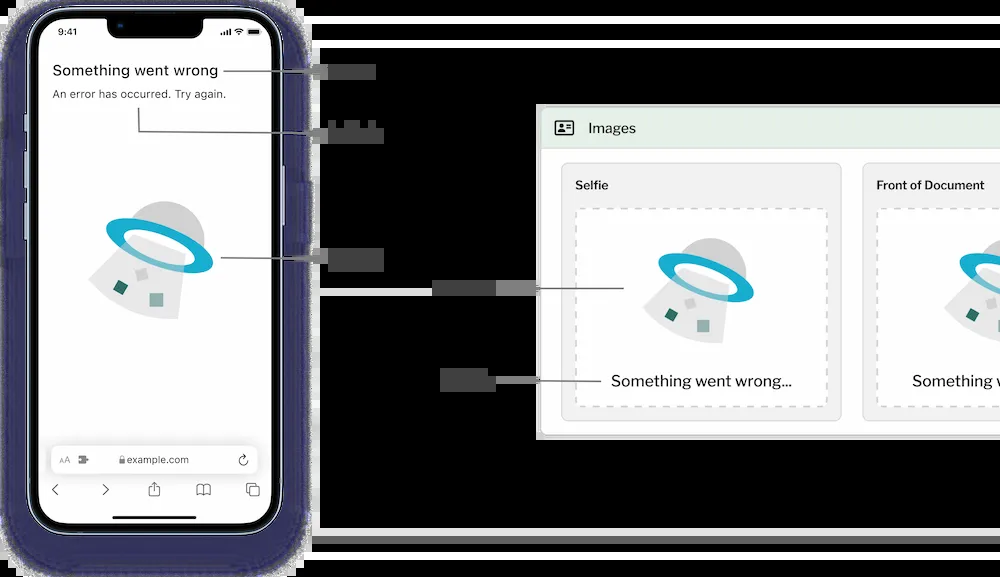 9:41
Something went wrong
An error has occurred. Try again.
AA
example.com
Images
Selfie
Something went wrong...
Front of Document
Something